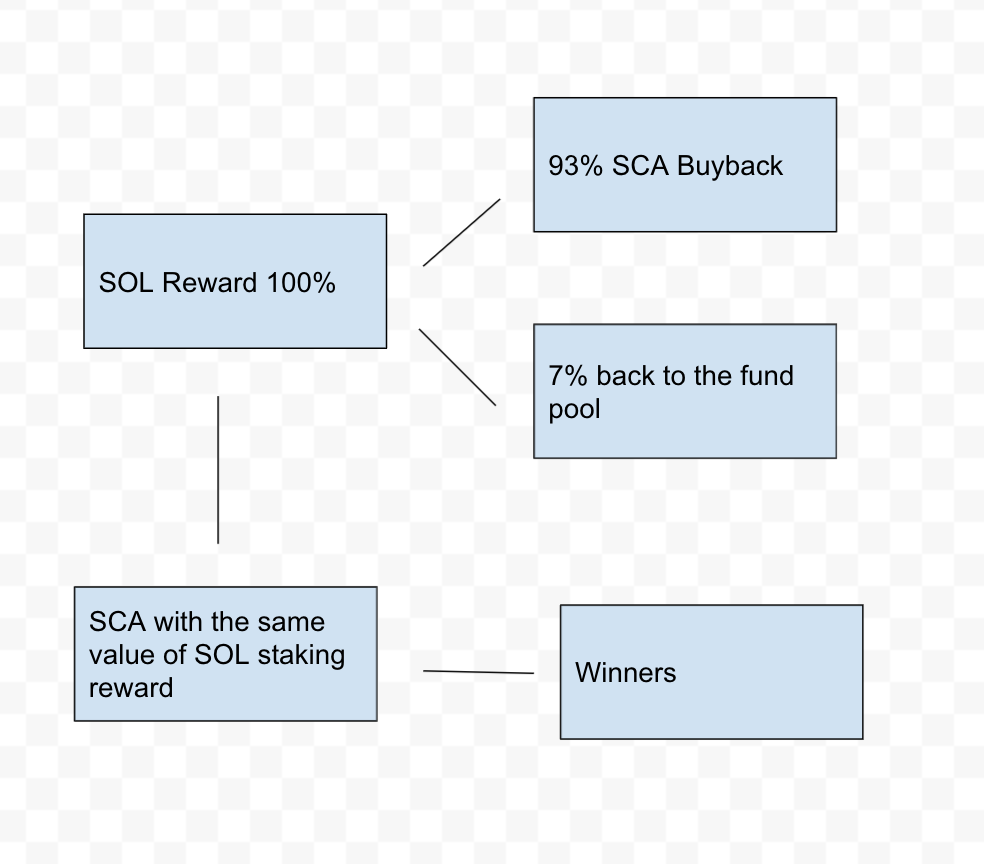 93% SCA Buyback
SOL Reward 100%
7% back to the fund
pool
SCA with the same
value of SOL staking
reward
Winners